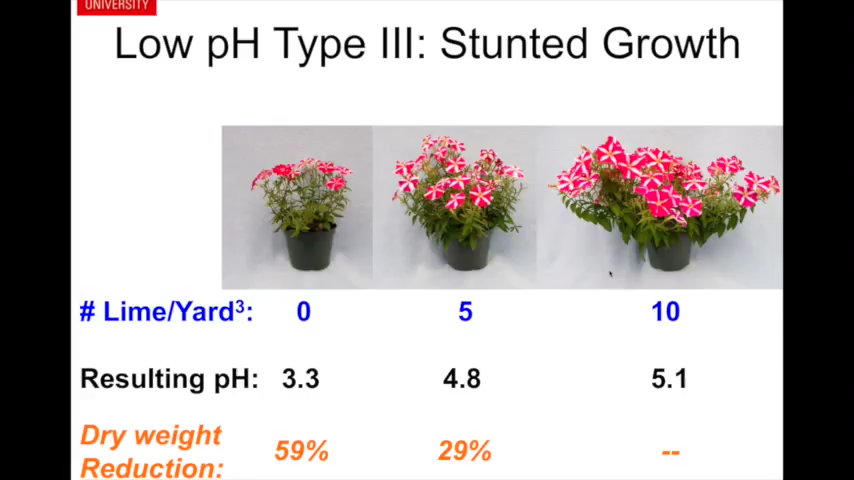 UNIVERSITY
Low pH Type III: Stunted Growth
# Lime/Yard³: 0 5 10
Resulting pH: 3.3 4.8 5.1
Dry weight
Reduction: 59% 29% --